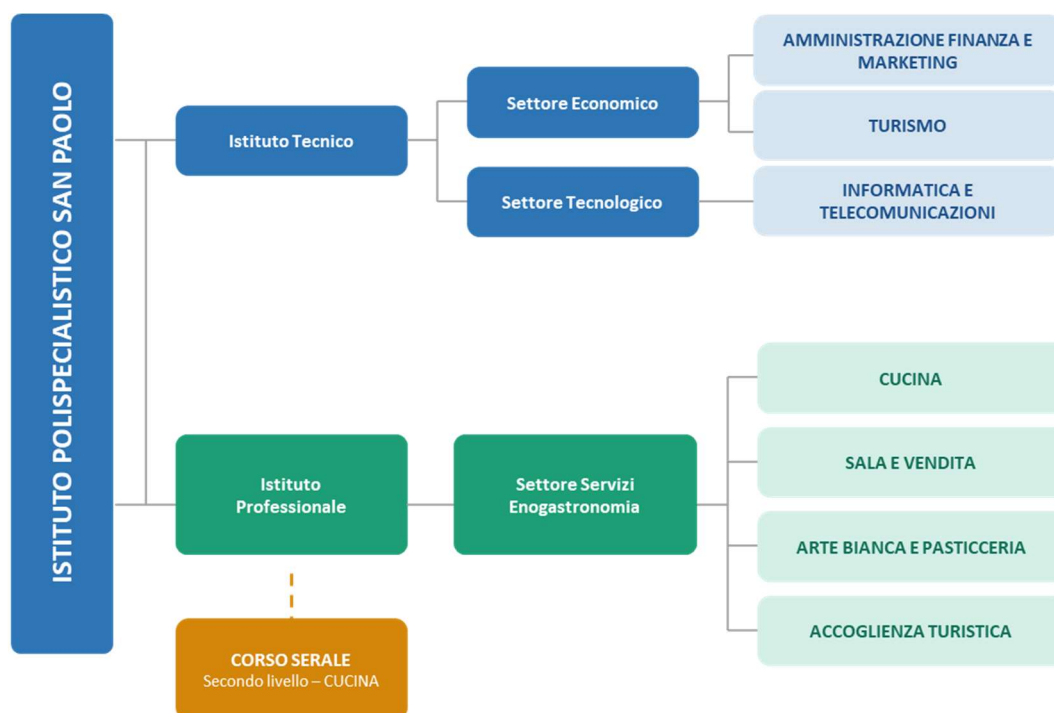 ISTITUTO POLISPECIALISTICO SAN PAOLO
Istituto Tecnico
Settore Economico
AMMINISTRAZIONE FINANZA E
MARKETING
TURISMO
Settore Tecnologico
INFORMATICA E
TELECOMUNICAZIONI
Istituto
Professionale
Settore Servizi
Enogastronomia
CUCINA
SALA E VENDITA
ARTE BIANCA E PASTICCERIA
ACCOGLIENZA TURISTICA
CORSO SERALE
Secondo livello – CUCINA